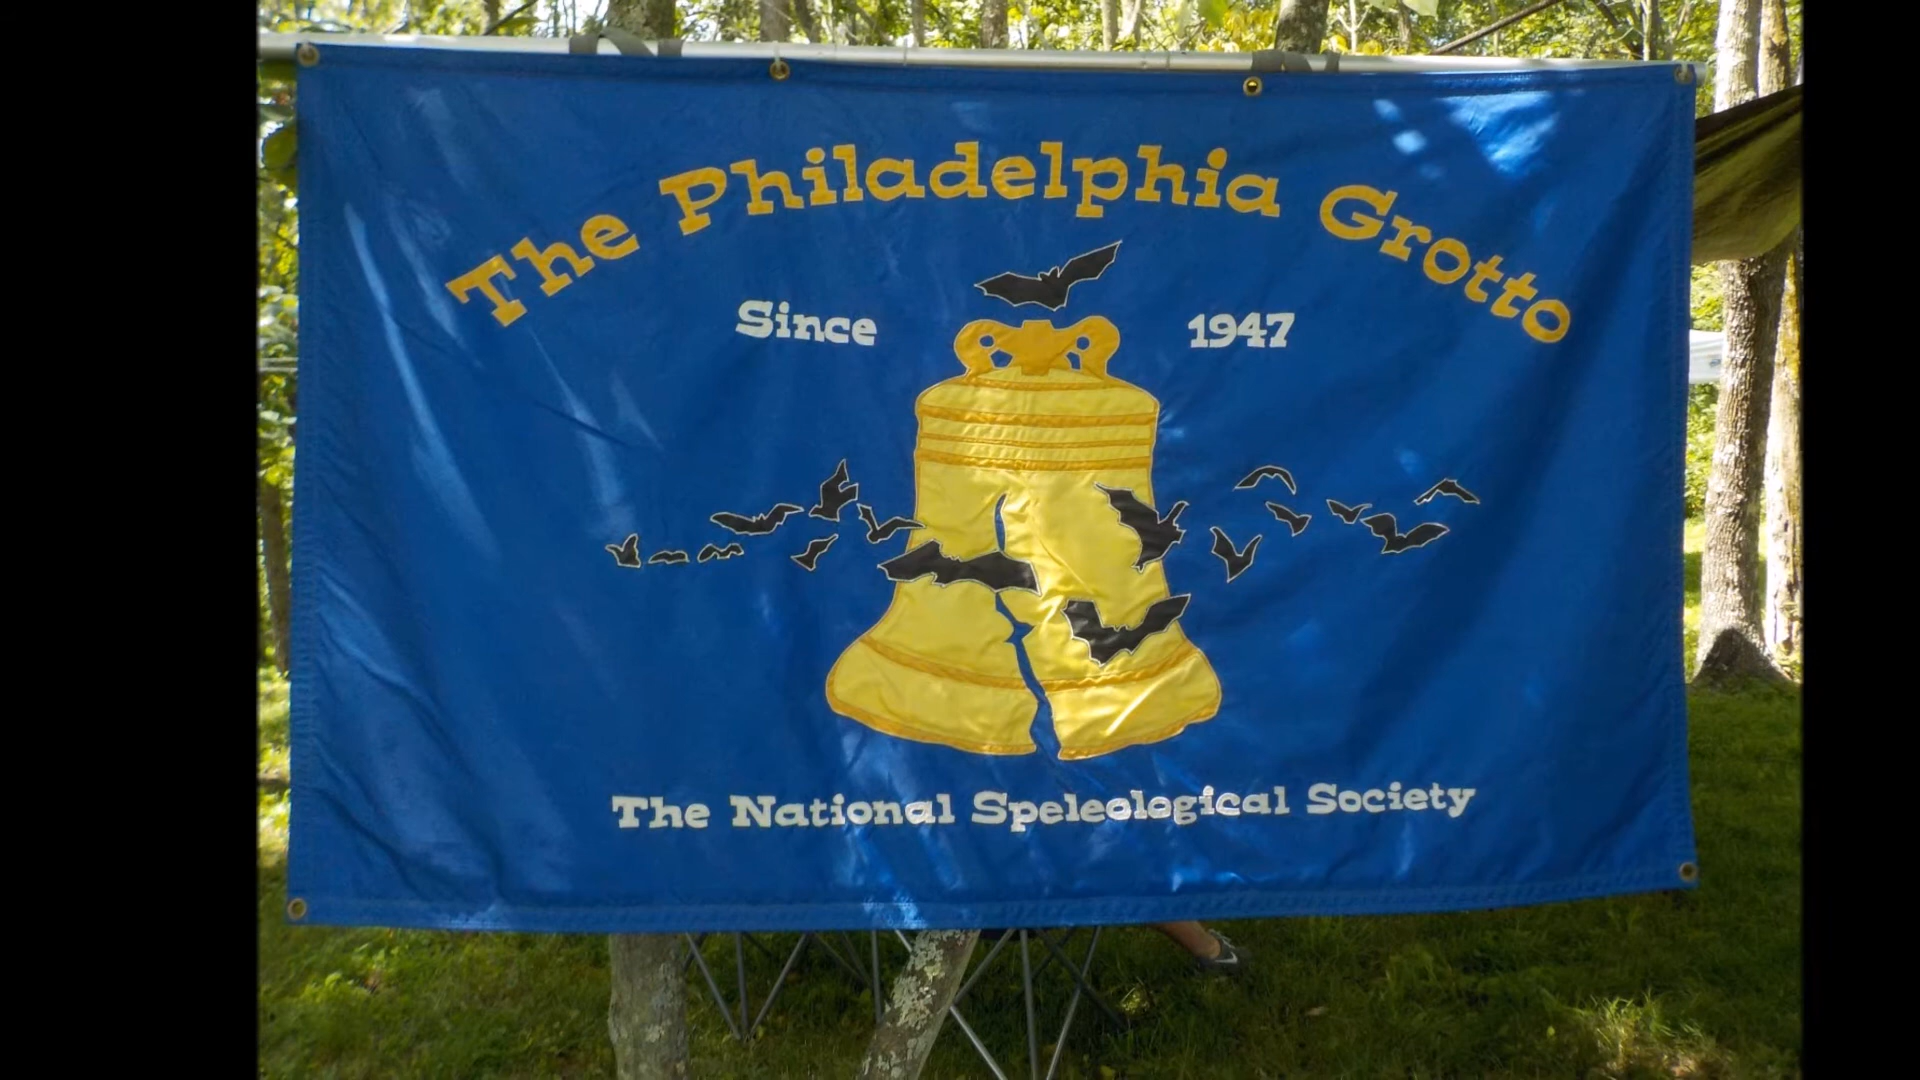 The Philadelphia Grotto
Since 1947
The National Speleological Society